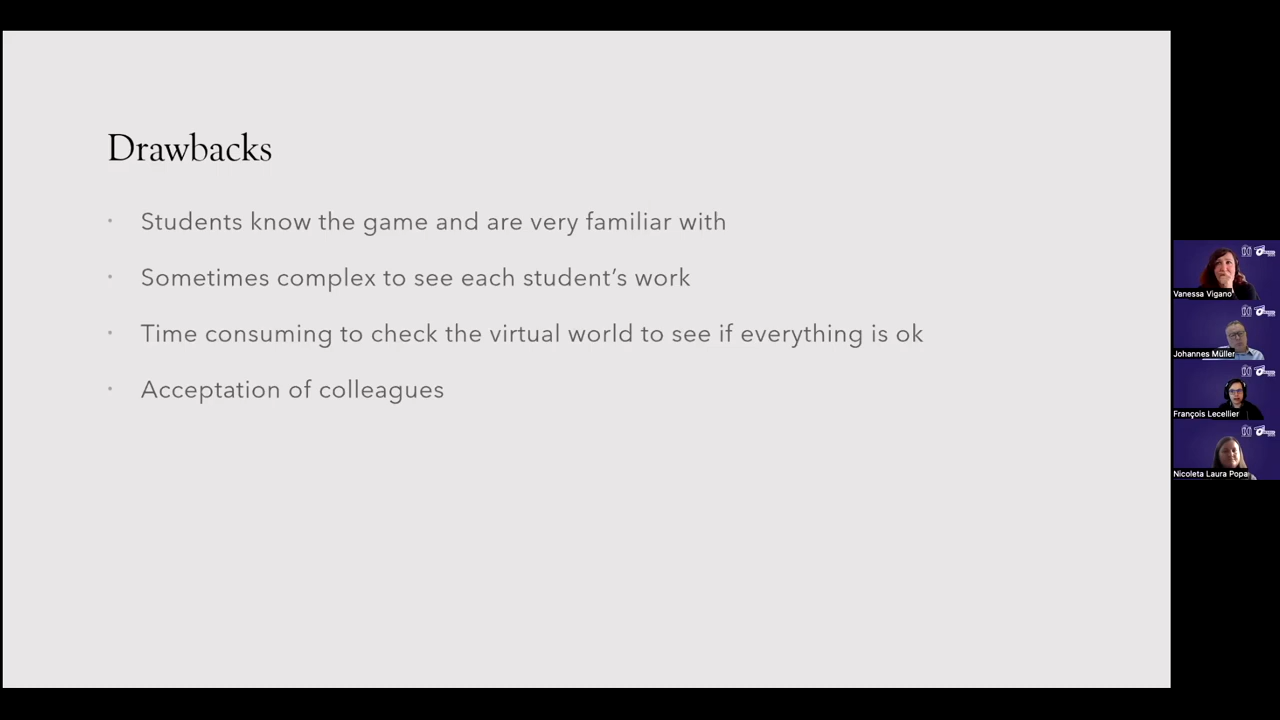 Drawbacks
Students know the game and are very familiar with
Sometimes complex to see each student's work
Time consuming to check the virtual world to see if everything is ok
Acceptation of colleagues
Vanessa Vigano
Johannes Müller
François Lecellier
Nicoleta Laura Popa